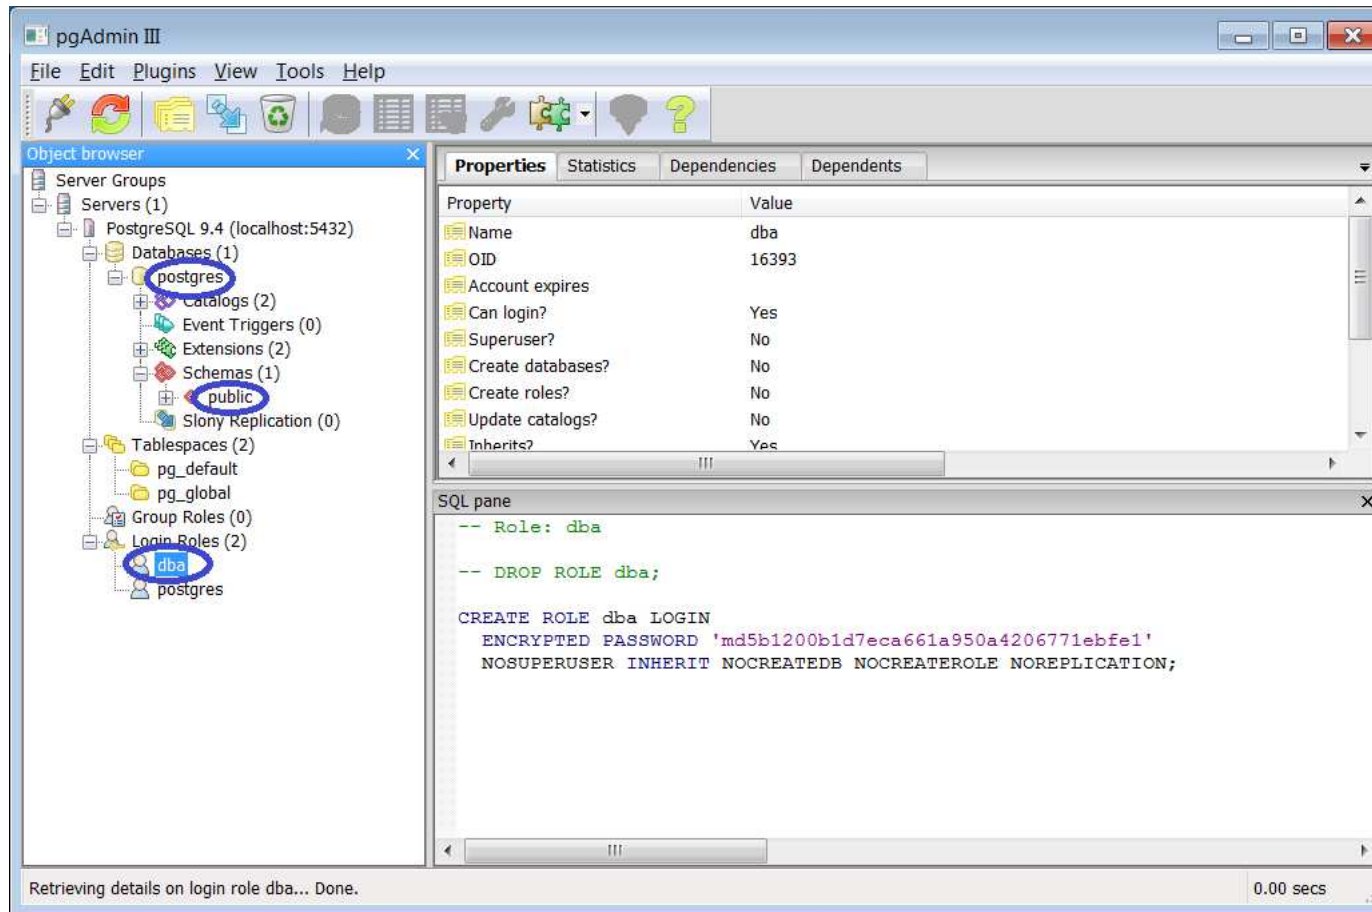 pgAdmin III
File Edit Plugins View Tools Help
Object browser
Server Groups
Servers (1)
PostgreSQL 9.4 (localhost:5432)
Databases (1)
postgres
Catalogs (2)
Event Triggers (0)
Extensions (2)
Schemas (1)
public
Slony Replication (0)
Tablespaces (2)
pg_default
pg_global
Group Roles (0)
Login Roles (2)
dba
postgres
Properties Statistics Dependencies Dependents
Property Value
Name dba
OID 16393
Account expires
Can login? Yes
Superuser? No
Create databases? No
Create roles? No
Update catalogs? No
Inherits? Yes
SQL pane
-- Role: dba
-- DROP ROLE dba;
CREATE ROLE dba LOGIN
ENCRYPTED PASSWORD 'md5b1200b1d7eca661a950a4206771ebfe1'
NOSUPERUSER INHERIT NOCREATEDB NOCREATEROLE NOREPLICATION;
Retrieving details on login role dba... Done. 0.00 secs